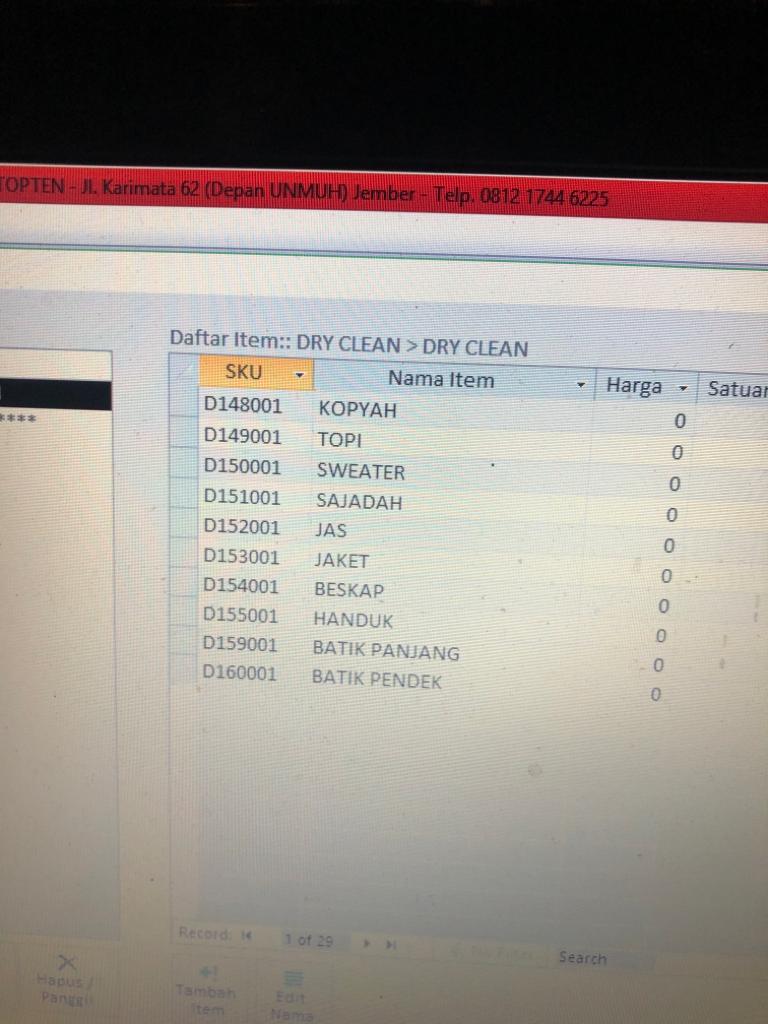 TOPTEN - Jl. Karimata 62 (Depan UNMUH) Jember - Telp. 0812 1744 6225
Daftar Item:: DRY CLEAN > DRY CLEAN
SKU Nama Item Harga Satuan
****
D148001 KOPYAH 0
D149001 TOPI 0
D150001 SWEATER 0
D151001 SAJADAH 0
D152001 JAS 0
D153001 JAKET 0
D154001 BESKAP 0
D155001 HANDUK 0
D159001 BATIK PANJANG 0
D160001 BATIK PENDEK 0
Record: 1 of 29 No Filter Search
Hapus / Panggil
Tambah Item
Edit Nama